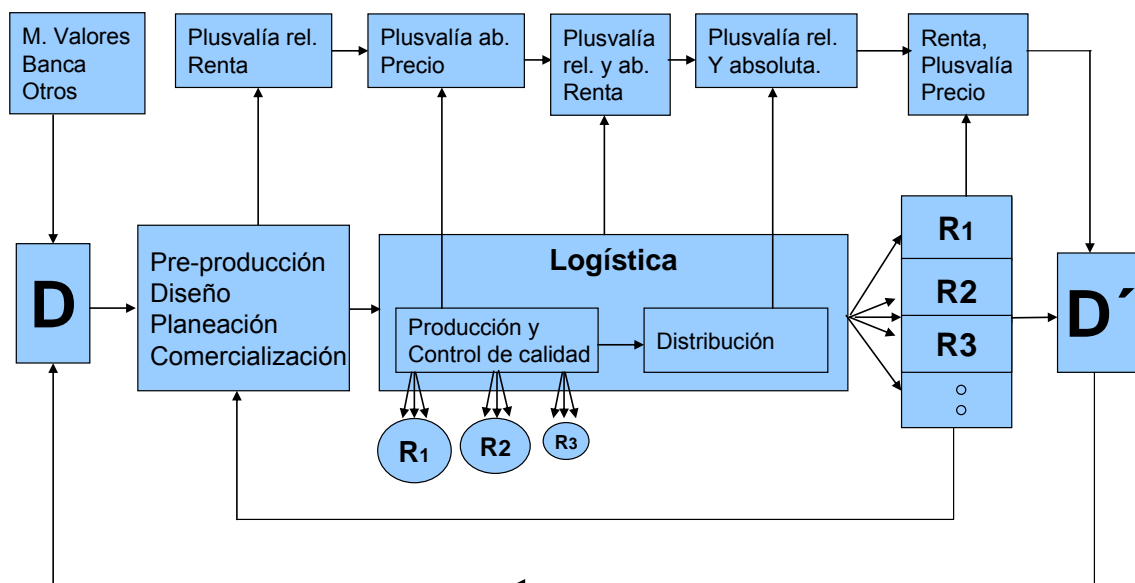 M. Valores
Banca
Otros
Plusvalía rel.
Renta
Plusvalía ab.
Precio
Plusvalía
rel. y ab.
Renta
Plusvalía rel.
Y absoluta.
Renta,
Plusvalía
Precio
D
Pre-producción
Diseño
Planeación
Comercialización
Logística
Producción y
Control de calidad
Distribución
R1
R2
R3
R1
R2
R3
D´